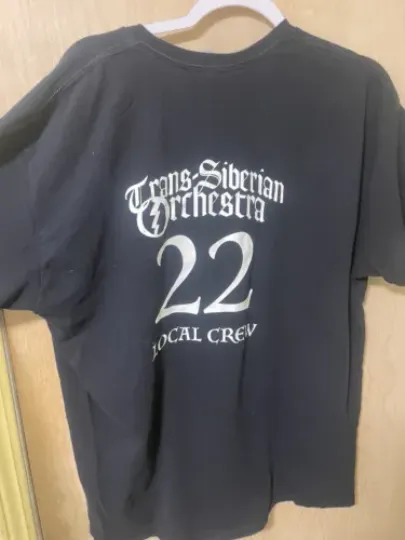 Trans-Siberian
Orchestra
22
LOCAL CREW